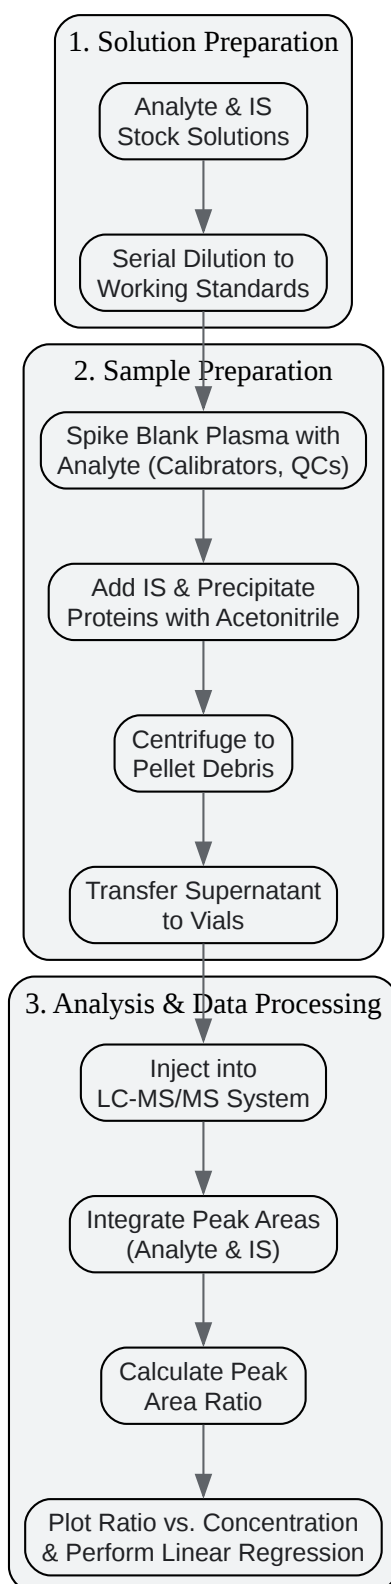 1. Solution Preparation
Analyte & IS
Stock Solutions
Serial Dilution to
Working Standards
2. Sample Preparation
Spike Blank Plasma with
Analyte (Calibrators, QCs)
Add IS & Precipitate
Proteins with Acetonitrile
Centrifuge to
Pellet Debris
Transfer Supernatant
to Vials
3. Analysis & Data Processing
Inject into
LC-MS/MS System
Integrate Peak Areas
(Analyte & IS)
Calculate Peak
Area Ratio
Plot Ratio vs. Concentration
& Perform Linear Regression